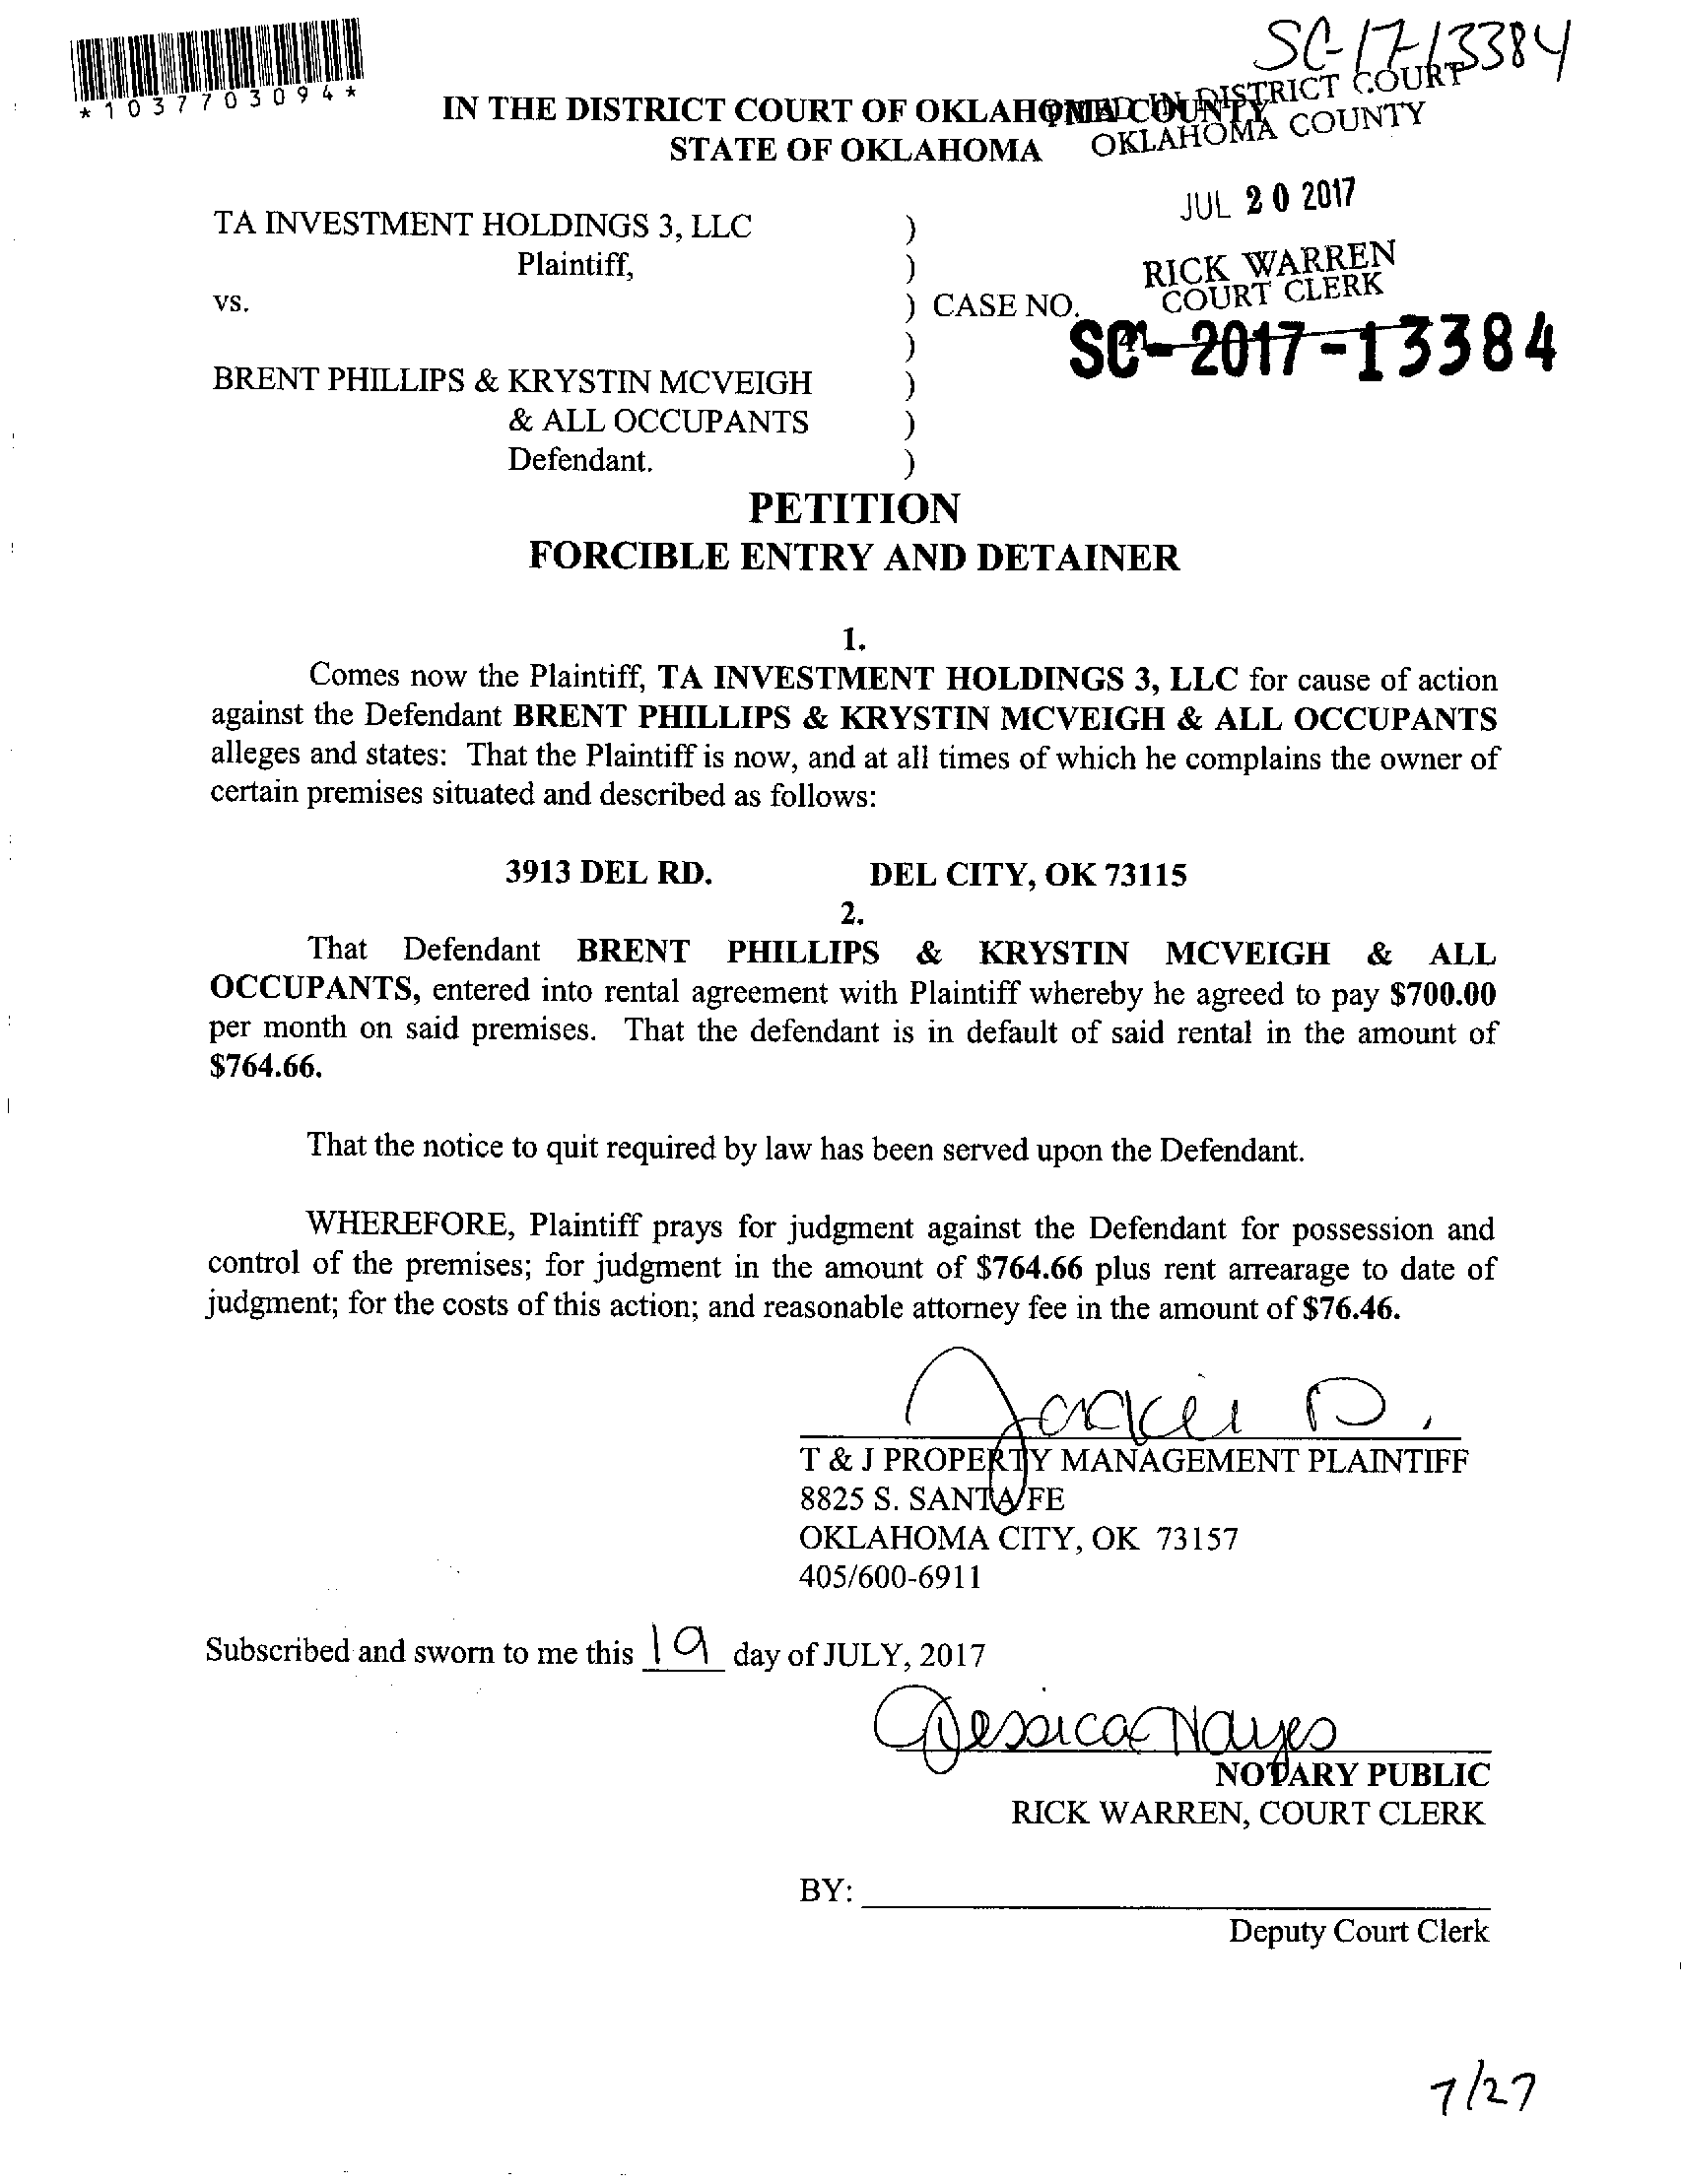 SC-17-13384
*1037703094*
IN THE DISTRICT COURT OF OKLAHOMA COUNTY
STATE OF OKLAHOMA
FILED IN DISTRICT COURT
OKLAHOMA COUNTY
JUL 20 2017
RICK WARREN
COURT CLERK
TA INVESTMENT HOLDINGS 3, LLC )
Plaintiff, )
vs. ) CASE NO.
)
SC-2017-13384
BRENT PHILLIPS & KRYSTIN MCVEIGH )
& ALL OCCUPANTS )
Defendant. )
PETITION
FORCIBLE ENTRY AND DETAINER
1.
Comes now the Plaintiff, TA INVESTMENT HOLDINGS 3, LLC for cause of action
against the Defendant BRENT PHILLIPS & KRYSTIN MCVEIGH & ALL OCCUPANTS
alleges and states: That the Plaintiff is now, and at all times of which he complains the owner of
certain premises situated and described as follows:
3913 DEL RD. DEL CITY, OK 73115
2.
That Defendant BRENT PHILLIPS & KRYSTIN MCVEIGH & ALL
OCCUPANTS, entered into rental agreement with Plaintiff whereby he agreed to pay $700.00
per month on said premises. That the defendant is in default of said rental in the amount of
$764.66.
That the notice to quit required by law has been served upon the Defendant.
WHEREFORE, Plaintiff prays for judgment against the Defendant for possession and
control of the premises; for judgment in the amount of $764.66 plus rent arrearage to date of
judgment; for the costs of this action; and reasonable attorney fee in the amount of $76.46.
Jackie D.
T & J PROPERTY MANAGEMENT PLAINTIFF
8825 S. SANTA FE
OKLAHOMA CITY, OK 73157
405/600-6911
Subscribed and sworn to me this 19 day of JULY, 2017
Jessica Hayes
NOTARY PUBLIC
RICK WARREN, COURT CLERK
BY:
Deputy Court Clerk
7/27